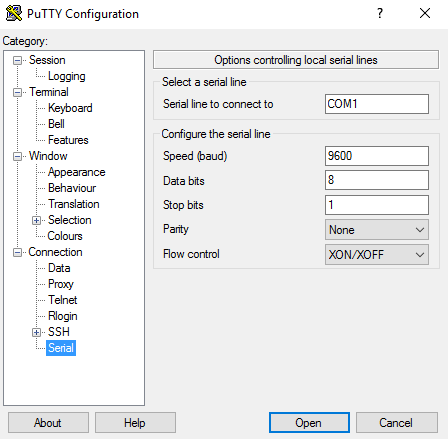 PuTTY Configuration
Category:
Session
Logging
Terminal
Keyboard
Bell
Features
Window
Appearance
Behaviour
Translation
Selection
Colours
Connection
Data
Proxy
Telnet
Rlogin
SSH
Serial
Options controlling local serial lines
Select a serial line
Serial line to connect to COM1
Configure the serial line
Speed (baud) 9600
Data bits 8
Stop bits 1
Parity None
Flow control XON/XOFF
About Help Open Cancel